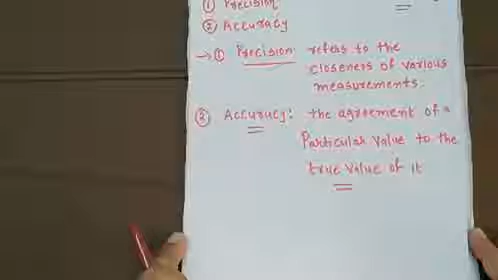 ① Precision
② Accuracy
→ ① Precision refers to the
closeness of various
measurements.
② Accuracy: the agreement of a
Particular value to the
true value of it